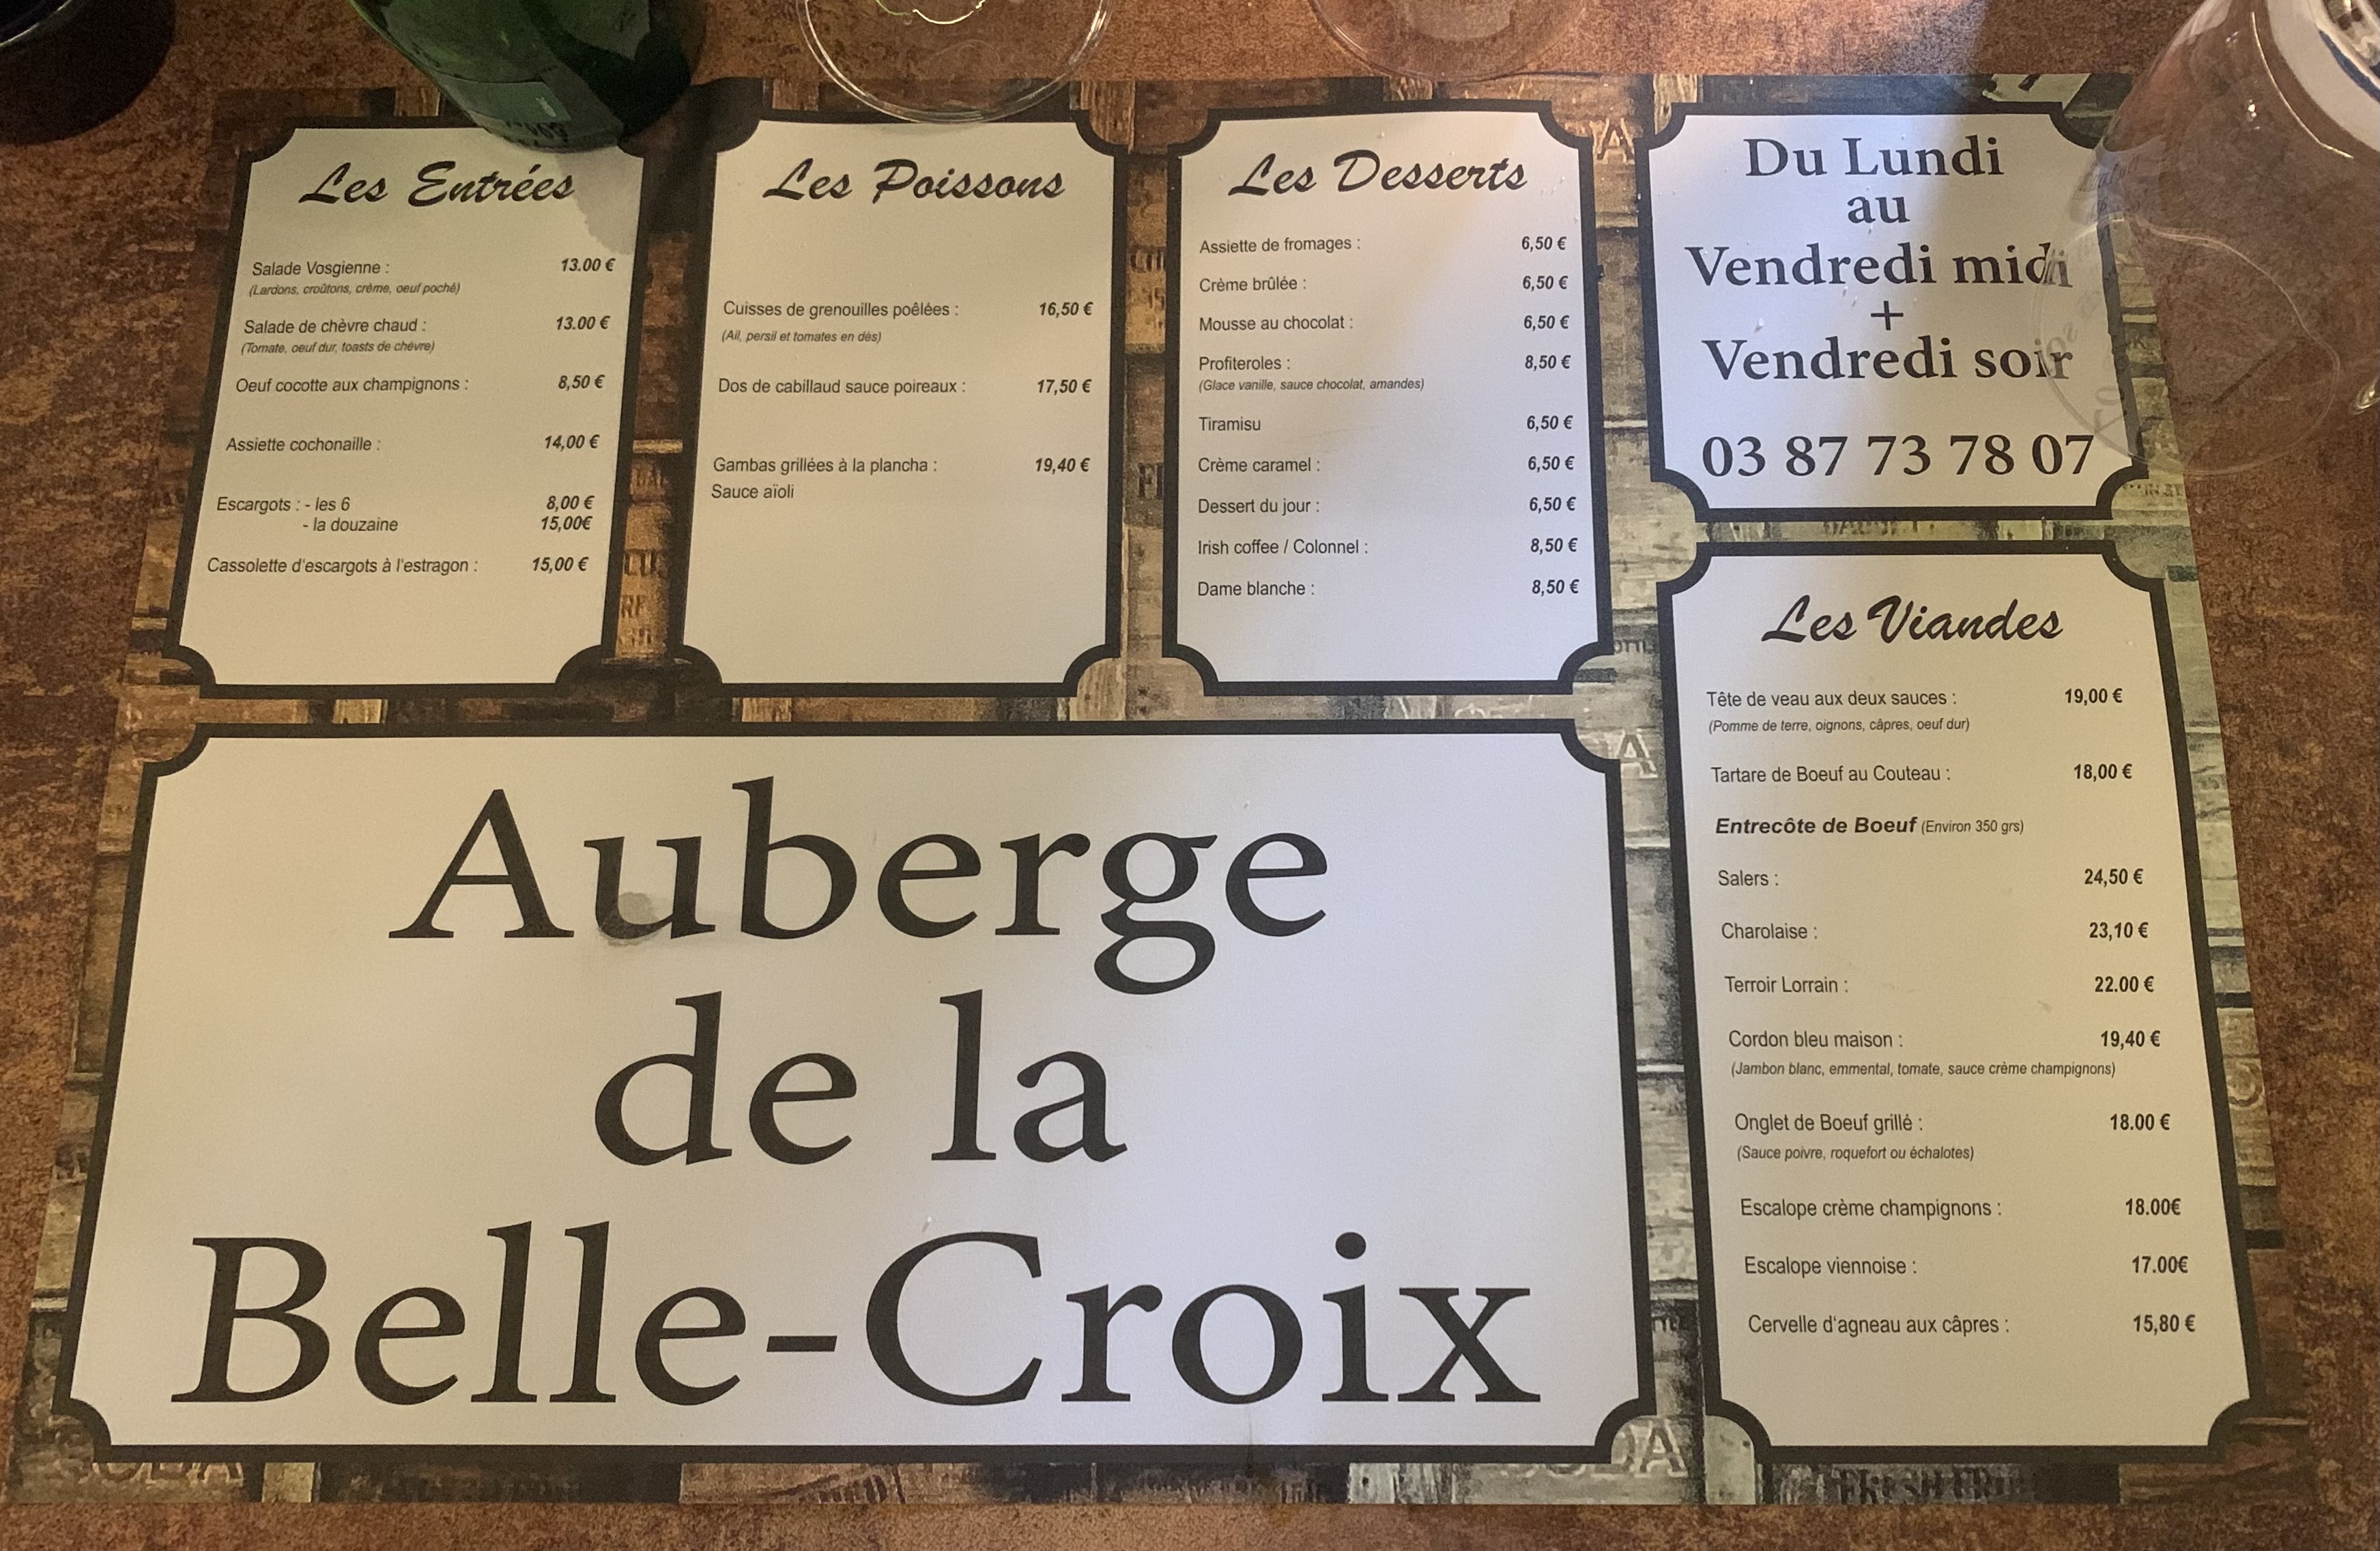 Les Entrées
Salade Vosgienne : 13.00 €
(Lardons, croûtons, crème, oeuf poché)
Salade de chèvre chaud : 13.00 €
(Tomate, oeuf dur, toasts de chèvre)
Oeuf cocotte aux champignons : 8,50 €
Assiette cochonaille : 14,00 €
Escargots : - les 6 8,00 €
- la douzaine 15,00€
Cassolette d'escargots à l'estragon : 15,00 €
Les Poissons
Cuisses de grenouilles poêlées : 16,50 €
(Ail, persil et tomates en dès)
Dos de cabillaud sauce poireaux : 17,50 €
Gambas grillées à la plancha : 19,40 €
Sauce aïoli
Les Desserts
Assiette de fromages : 6,50 €
Crème brûlée : 6,50 €
Mousse au chocolat : 6,50 €
Profiteroles : 8,50 €
(Glace vanille, sauce chocolat, amandes)
Tiramisu 6,50 €
Crème caramel : 6,50 €
Dessert du jour : 6,50 €
Irish coffee / Colonnel : 8,50 €
Dame blanche : 8,50 €
Du Lundi
au
Vendredi midi
+
Vendredi soir
03 87 73 78 07
Les Viandes
Tête de veau aux deux sauces : 19,00 €
(Pomme de terre, oignons, câpres, oeuf dur)
Tartare de Boeuf au Couteau : 18,00 €
Entrecôte de Boeuf (Environ 350 grs)
Salers : 24,50 €
Charolaise : 23,10 €
Terroir Lorrain : 22.00 €
Cordon bleu maison : 19,40 €
(Jambon blanc, emmental, tomate, sauce crème champignons)
Onglet de Boeuf grillé : 18.00 €
(Sauce poivre, roquefort ou échalotes)
Escalope crème champignons : 18.00€
Escalope viennoise : 17.00€
Cervelle d'agneau aux câpres : 15,80 €
Auberge
de la
Belle-Croix
SODA